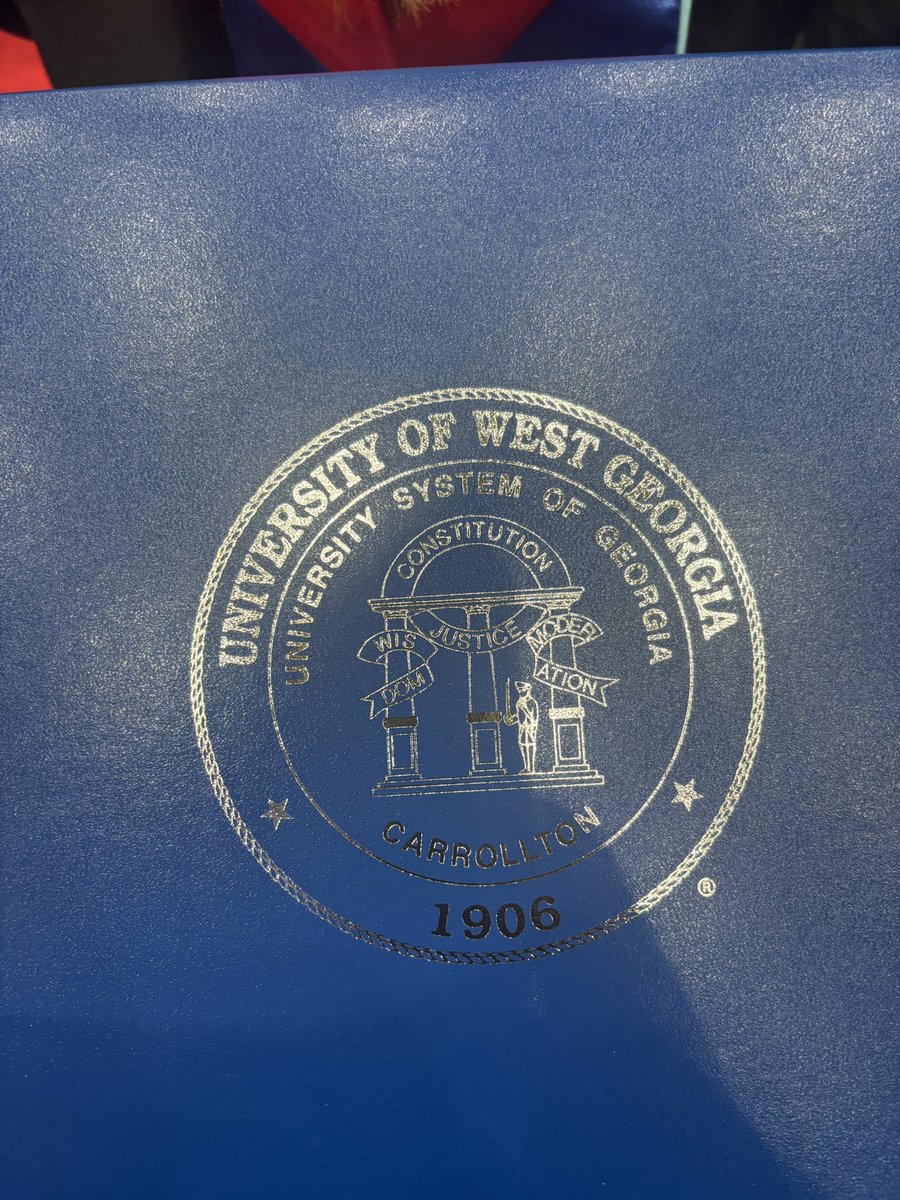 UNIVERSITY OF WEST GEORGIA
UNIVERSITY SYSTEM OF GEORGIA
CONSTITUTION
WIS
DOM
JUSTICE
MODER
ATION
CARROLLTON
1906
®